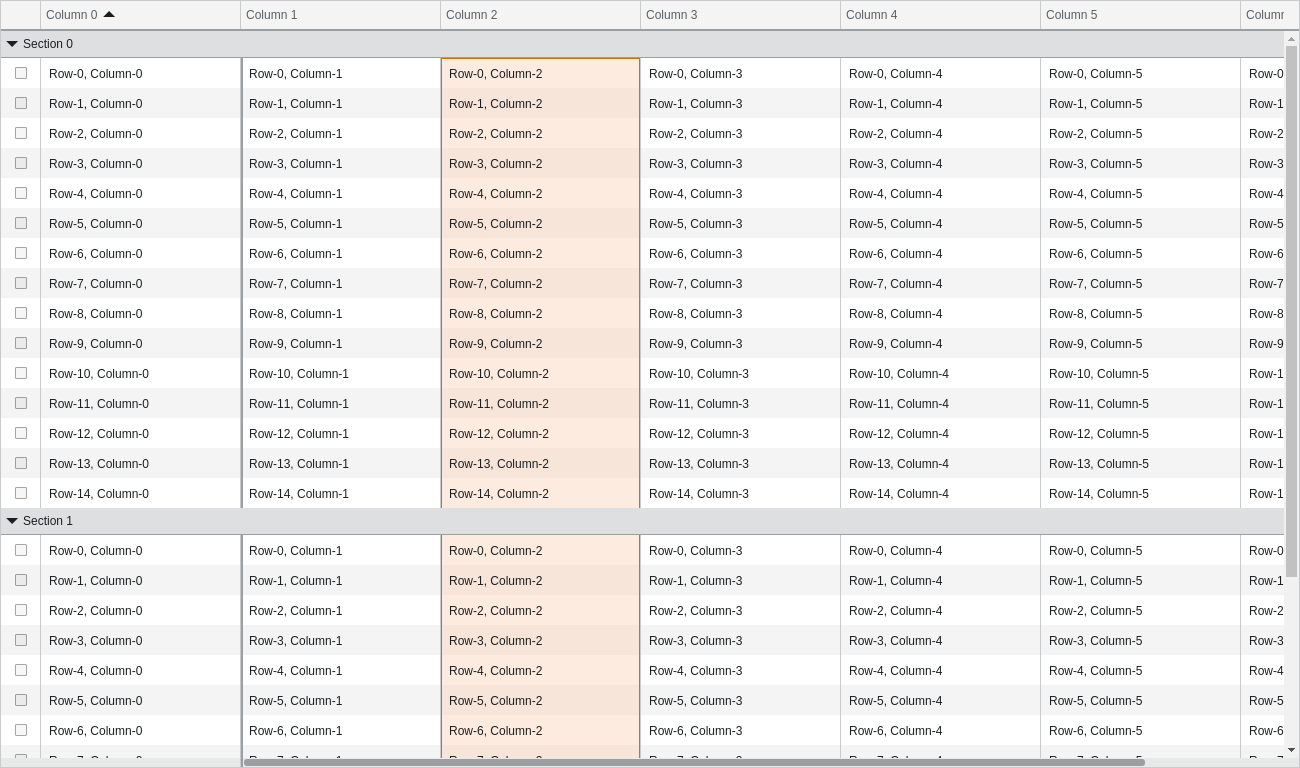 Column 0 Column 1 Column 2 Column 3 Column 4 Column 5
Section 0
Row-0, Column-0 Row-0, Column-1 Row-0, Column-2 Row-0, Column-3 Row-0, Column-4 Row-0, Column-5 Row-0
Row-1, Column-0 Row-1, Column-1 Row-1, Column-2 Row-1, Column-3 Row-1, Column-4 Row-1, Column-5 Row-1
Row-2, Column-0 Row-2, Column-1 Row-2, Column-2 Row-2, Column-3 Row-2, Column-4 Row-2, Column-5 Row-2
Row-3, Column-0 Row-3, Column-1 Row-3, Column-2 Row-3, Column-3 Row-3, Column-4 Row-3, Column-5 Row-3
Row-4, Column-0 Row-4, Column-1 Row-4, Column-2 Row-4, Column-3 Row-4, Column-4 Row-4, Column-5 Row-4
Row-5, Column-0 Row-5, Column-1 Row-5, Column-2 Row-5, Column-3 Row-5, Column-4 Row-5, Column-5 Row-5
Row-6, Column-0 Row-6, Column-1 Row-6, Column-2 Row-6, Column-3 Row-6, Column-4 Row-6, Column-5 Row-6
Row-7, Column-0 Row-7, Column-1 Row-7, Column-2 Row-7, Column-3 Row-7, Column-4 Row-7, Column-5 Row-7
Row-8, Column-0 Row-8, Column-1 Row-8, Column-2 Row-8, Column-3 Row-8, Column-4 Row-8, Column-5 Row-8
Row-9, Column-0 Row-9, Column-1 Row-9, Column-2 Row-9, Column-3 Row-9, Column-4 Row-9, Column-5 Row-9
Row-10, Column-0 Row-10, Column-1 Row-10, Column-2 Row-10, Column-3 Row-10, Column-4 Row-10, Column-5 Row-1
Row-11, Column-0 Row-11, Column-1 Row-11, Column-2 Row-11, Column-3 Row-11, Column-4 Row-11, Column-5 Row-1
Row-12, Column-0 Row-12, Column-1 Row-12, Column-2 Row-12, Column-3 Row-12, Column-4 Row-12, Column-5 Row-1
Row-13, Column-0 Row-13, Column-1 Row-13, Column-2 Row-13, Column-3 Row-13, Column-4 Row-13, Column-5 Row-1
Row-14, Column-0 Row-14, Column-1 Row-14, Column-2 Row-14, Column-3 Row-14, Column-4 Row-14, Column-5 Row-1
Section 1
Row-0, Column-0 Row-0, Column-1 Row-0, Column-2 Row-0, Column-3 Row-0, Column-4 Row-0, Column-5 Row-0
Row-1, Column-0 Row-1, Column-1 Row-1, Column-2 Row-1, Column-3 Row-1, Column-4 Row-1, Column-5 Row-1
Row-2, Column-0 Row-2, Column-1 Row-2, Column-2 Row-2, Column-3 Row-2, Column-4 Row-2, Column-5 Row-2
Row-3, Column-0 Row-3, Column-1 Row-3, Column-2 Row-3, Column-3 Row-3, Column-4 Row-3, Column-5 Row-3
Row-4, Column-0 Row-4, Column-1 Row-4, Column-2 Row-4, Column-3 Row-4, Column-4 Row-4, Column-5 Row-4
Row-5, Column-0 Row-5, Column-1 Row-5, Column-2 Row-5, Column-3 Row-5, Column-4 Row-5, Column-5 Row-5
Row-6, Column-0 Row-6, Column-1 Row-6, Column-2 Row-6, Column-3 Row-6, Column-4 Row-6, Column-5 Row-6